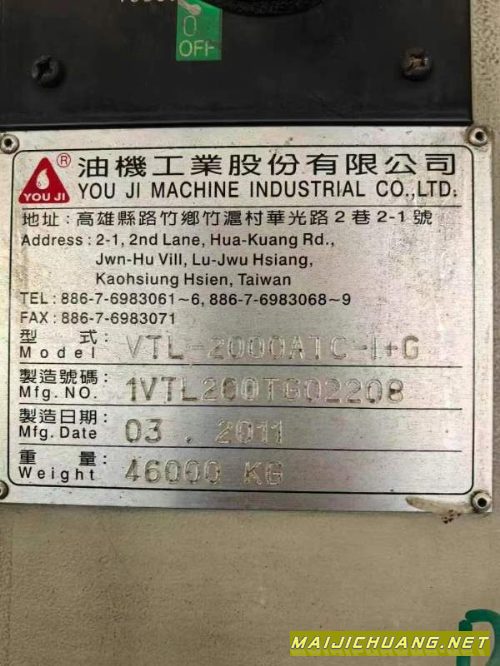 OFF
YOU JI
®
油機工業股份有限公司
YOU JI MACHINE INDUSTRIAL CO.,LTD.
地址:高雄縣路竹鄉竹滬村華光路2巷2-1號
Address : 2-1, 2nd Lane, Hua-Kuang Rd.,
Jwn-Hu Vill, Lu-Jwu Hsiang,
Kaohsiung Hsien, Taiwan
TEL : 886-7-6983061~6, 886-7-6983068~9
FAX : 886-7-6983071
型 式:
Model VTL-2000ATC-I+G
製造號碼:
Mfg. NO. 1VTL200TG02208
製造日期:
Mfg. Date 03 . 2011
重 量:
Weight 46000 KG
MAIJICHUANG.NET